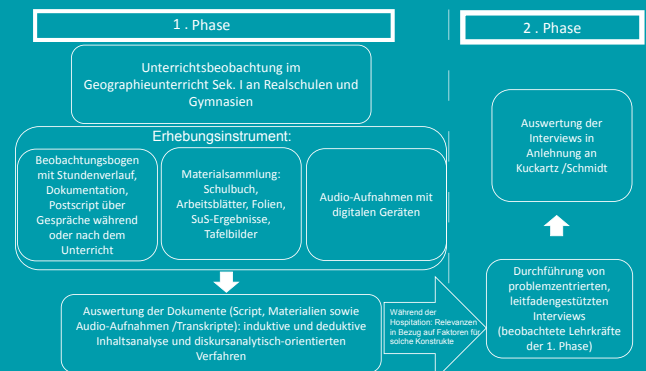 1 . Phase
2 . Phase
Unterrichtsbeobachtung im
Geographieunterricht Sek. I an Realschulen und
Gymnasien
Erhebungsinstrument:
Beobachtungsbogen
mit Stundenverlauf,
Dokumentation,
Postscript über
Gespräche während
oder nach dem
Unterricht
Materialsammlung:
Schulbuch,
Arbeitsblätter, Folien,
SuS-Ergebnisse,
Tafelbilder
Audio-Aufnahmen mit
digitalen Geräten
Auswertung der Dokumente (Script, Materialien sowie
Audio-Aufnahmen /Transkripte): induktive und deduktive
Inhaltsanalyse und diskursanalytisch-orientierten
Verfahren
Während der
Hospitation: Relevanzen
in Bezug auf Faktoren für
solche Konstrukte
Durchführung von
problemzentrierten,
leitfadengestützten
Interviews
(beobachtete Lehrkräfte
der 1. Phase)
Auswertung der
Interviews in
Anlehnung an
Kuckartz /Schmidt